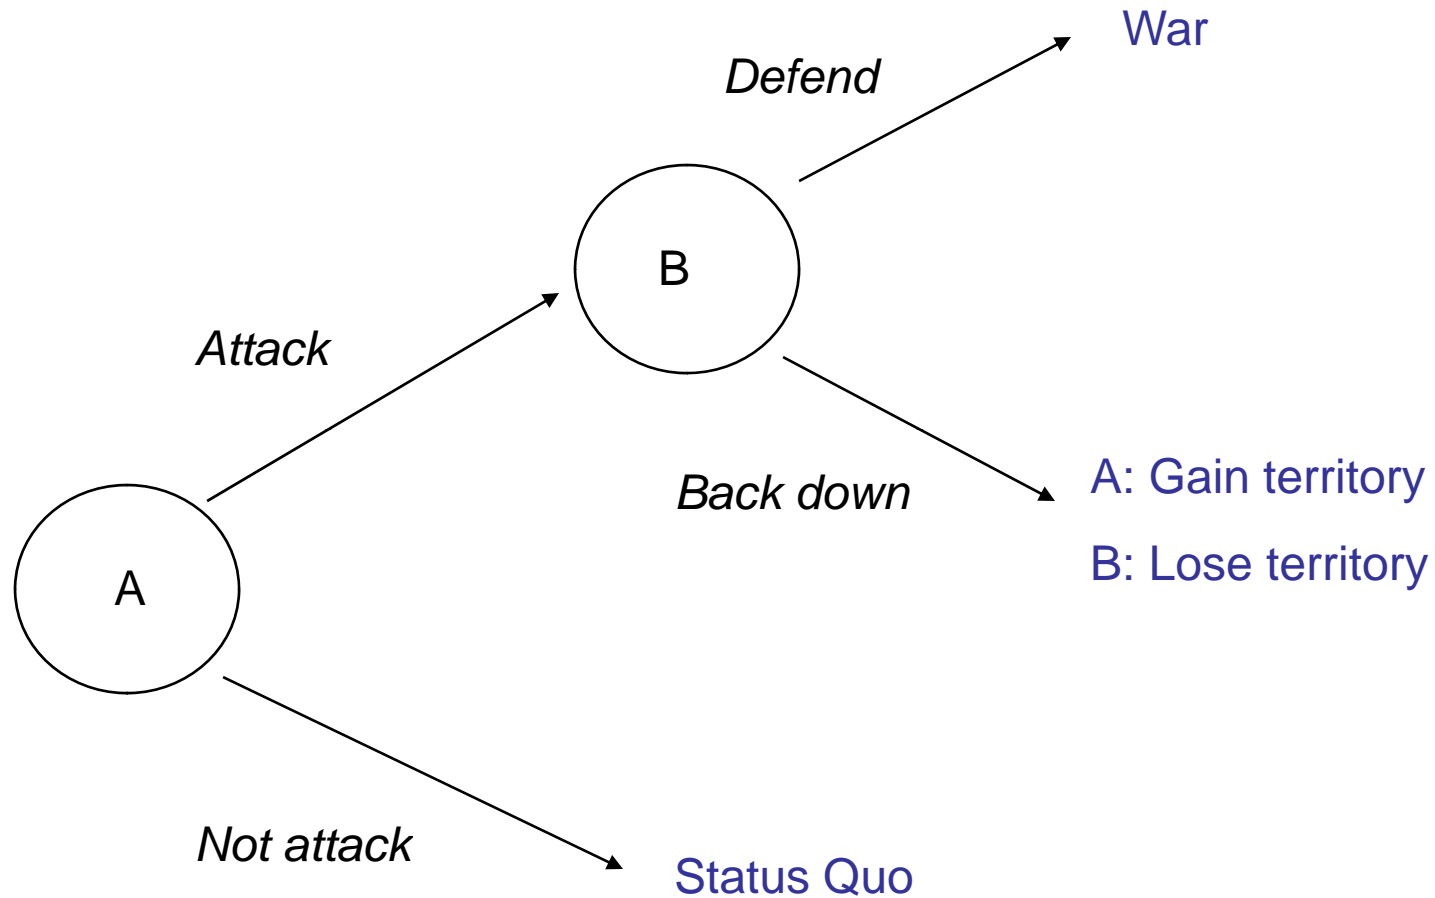 War
Defend
B
Attack
A: Gain territory
Back down
B: Lose territory
A
Not attack
Status Quo